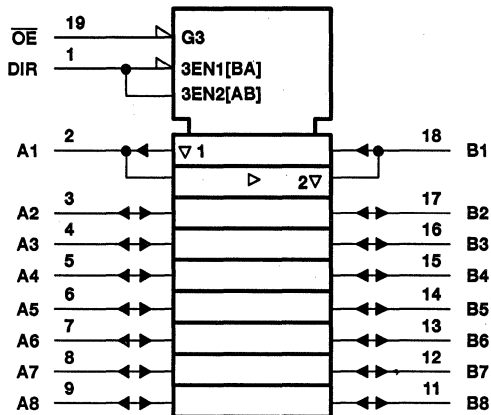 19
OE
G3
1
DIR
3EN1[BA]
3EN2[AB]
2
18
A1
▽ 1
B1
▷ 2▽
3
17
A2
B2
4
16
A3
B3
5
15
A4
B4
6
14
A5
B5
7
13
A6
B6
8
12
A7
B7
9
11
A8
B8